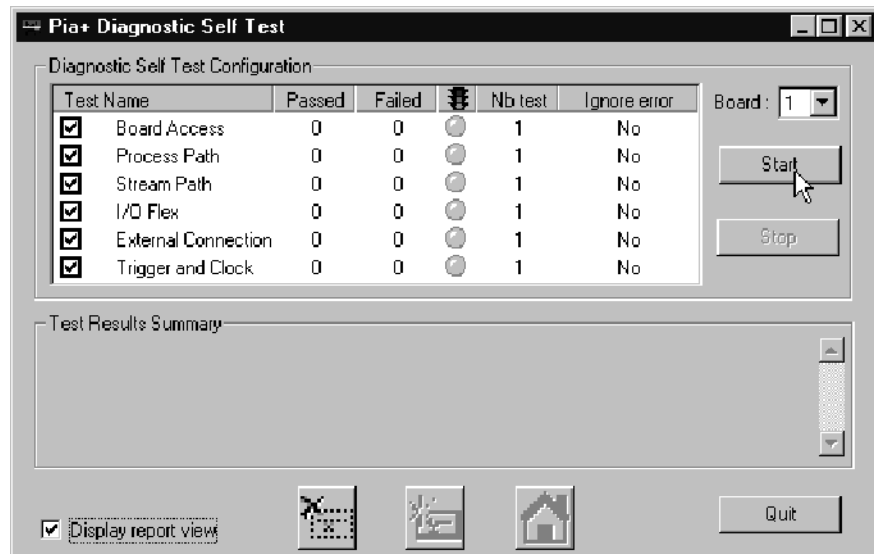 Pia+ Diagnostic Self Test
Diagnostic Self Test Configuration
Test Name Passed Failed Nb test Ignore error
Board Access 0 0 1 No
Process Path 0 0 1 No
Stream Path 0 0 1 No
I/O Flex 0 0 1 No
External Connection 0 0 1 No
Trigger and Clock 0 0 1 No
Board : 1
Start
Stop
Test Results Summary
Display report view
Quit